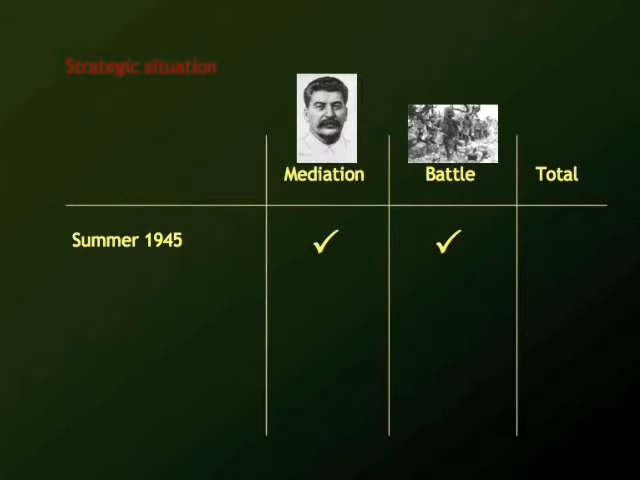 Strategic situation
Mediation
Battle
Total
Summer 1945 ✓ ✓